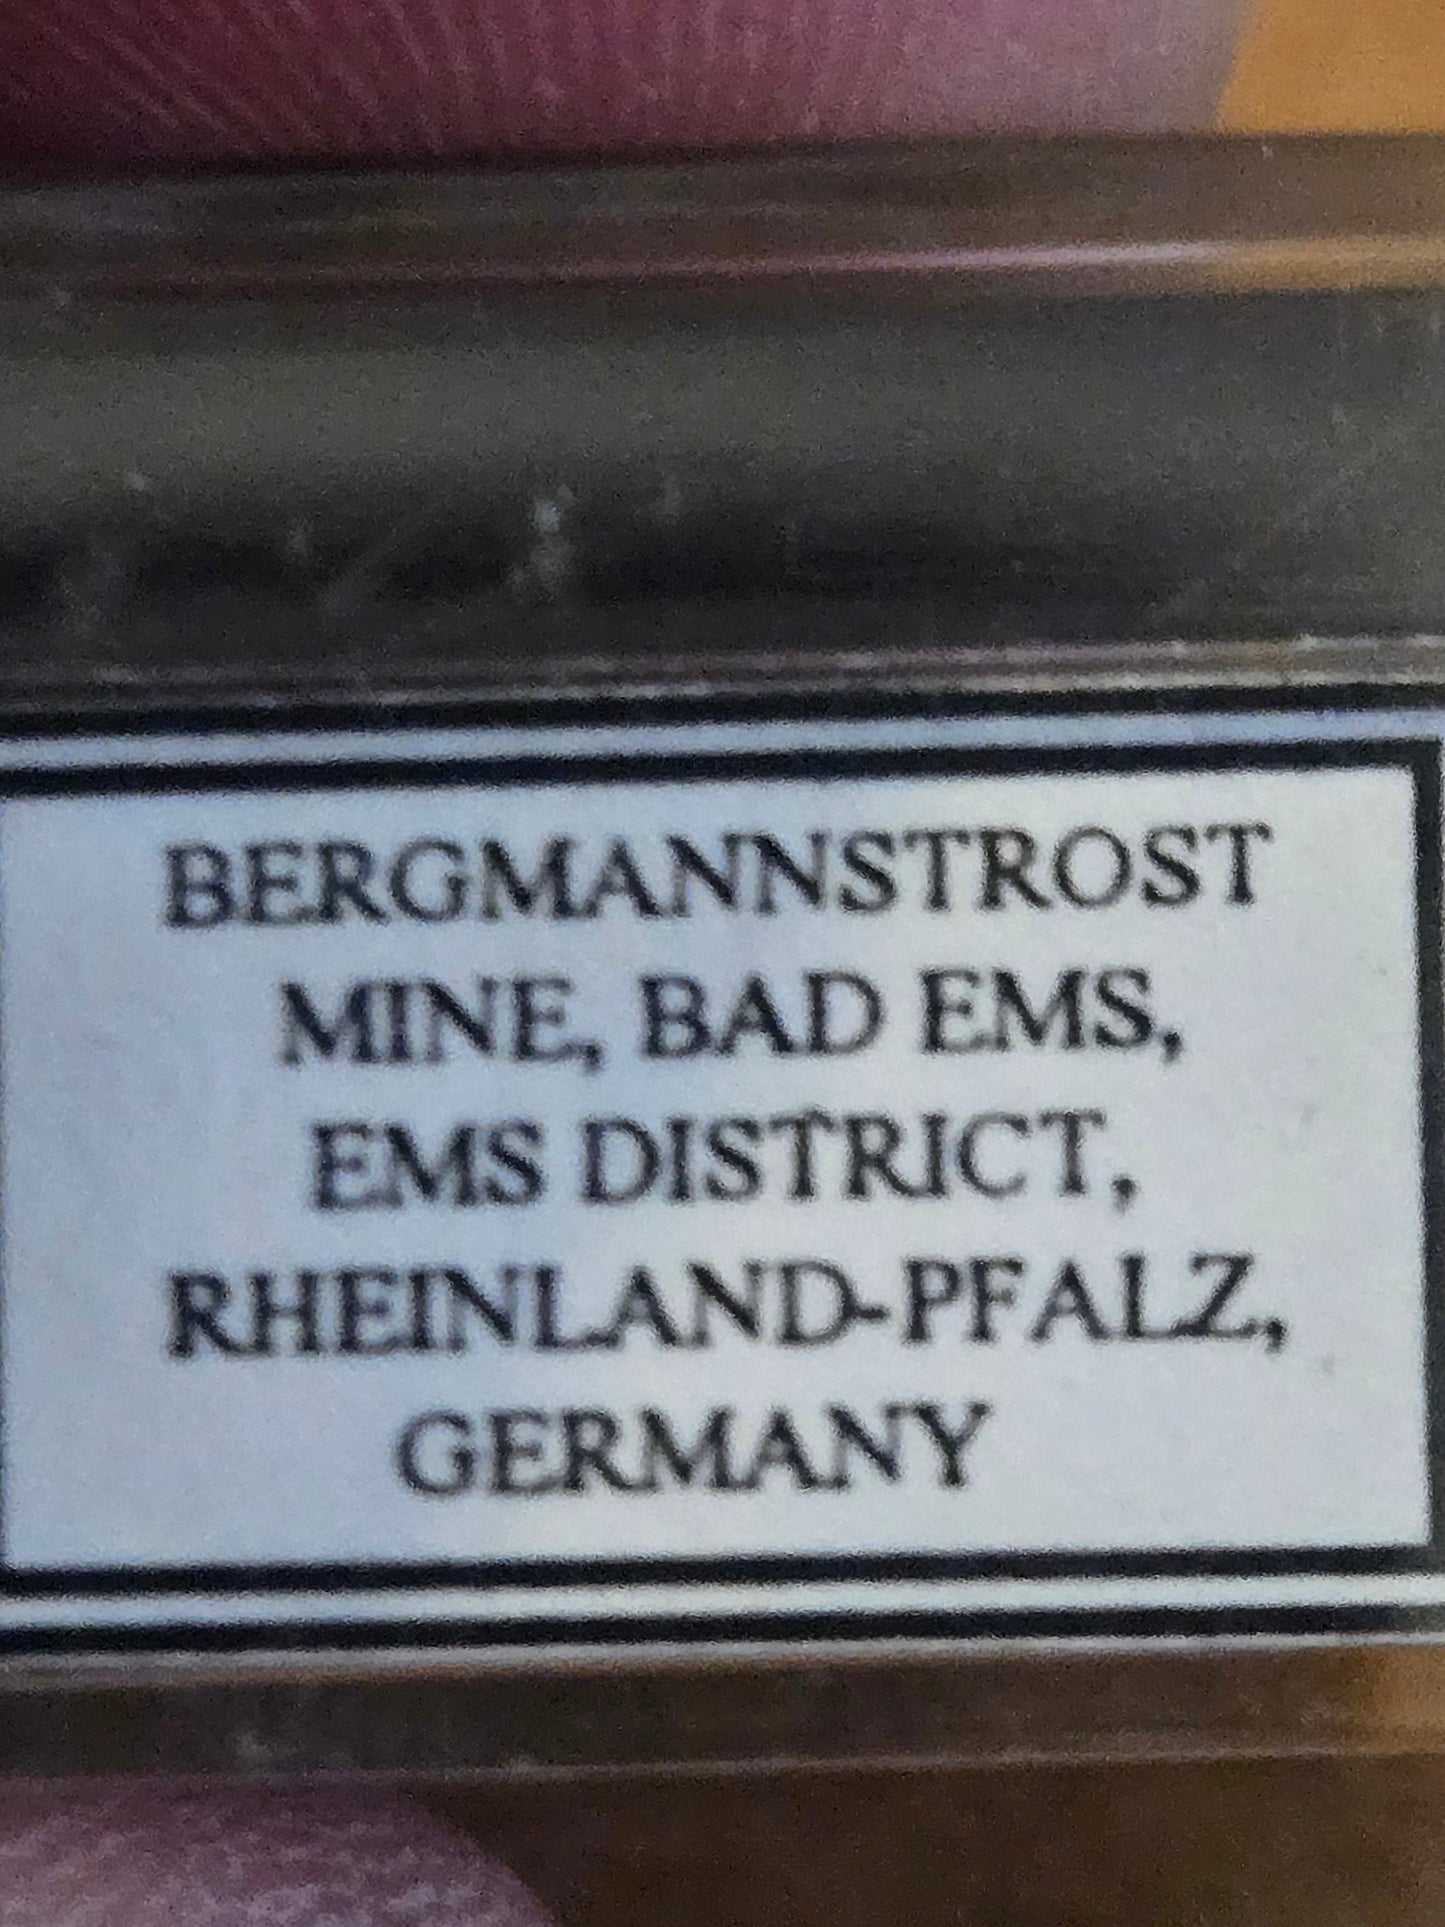 BERGMANNSTROST
MINE, BAD EMS,
EMS DISTRICT,
RHEINLAND-PFALZ,
GERMANY